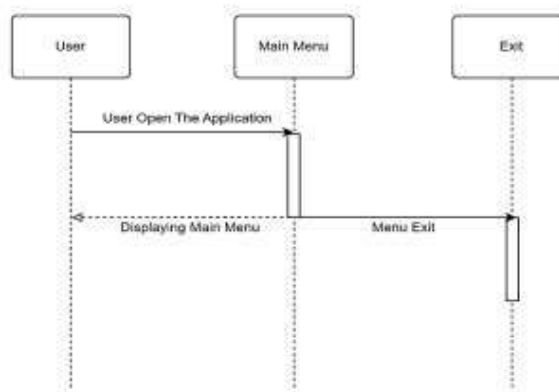 User
Main Menu
Exit
User Open The Application
Displaying Main Menu
Menu Exit